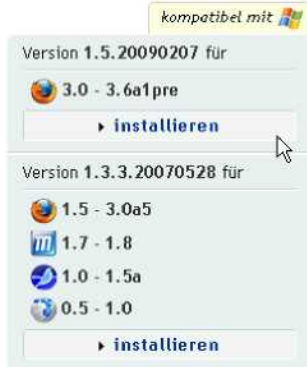 kompatibel mit
Version 1.5.20090207 für
3.0 - 3.6a1pre
installieren
Version 1.3.3.20070528 für
1.5 - 3.0a5
1.7 - 1.8
1.0 - 1.5a
0.5 - 1.0
installieren